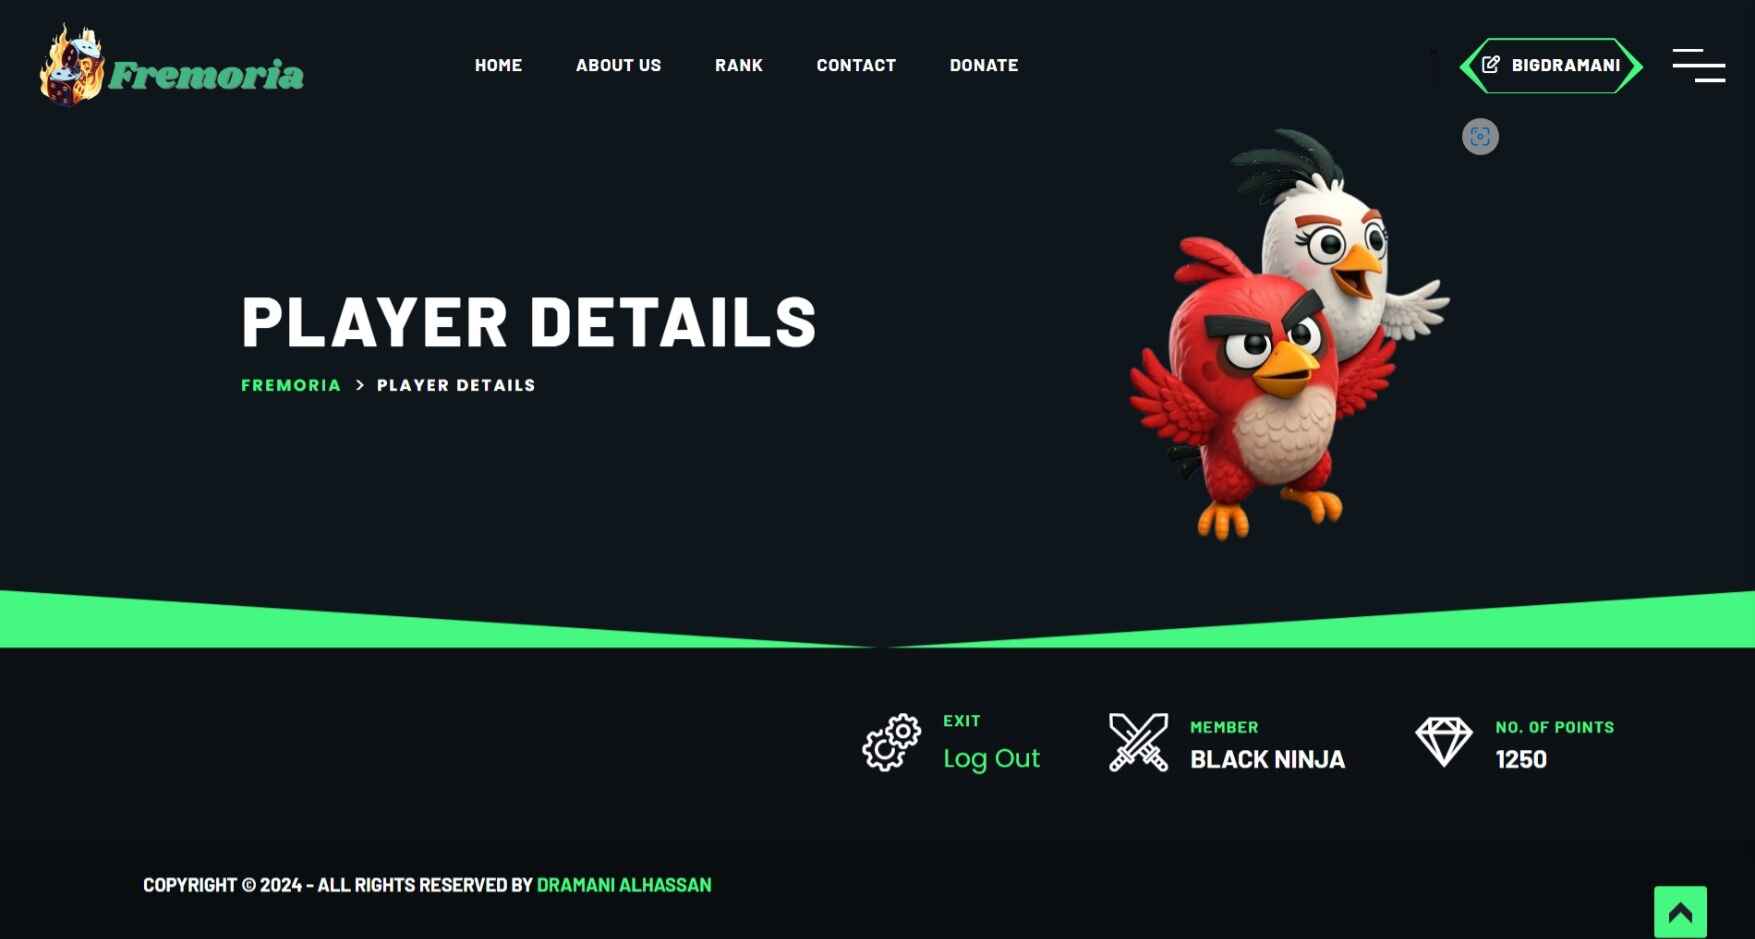 Fremoria
HOME ABOUT US RANK CONTACT DONATE
BIGDRAMANI
PLAYER DETAILS
FREMORIA > PLAYER DETAILS
EXIT
Log Out
MEMBER
BLACK NINJA
NO. OF POINTS
1250
COPYRIGHT © 2024 - ALL RIGHTS RESERVED BY DRAMANI ALHASSAN